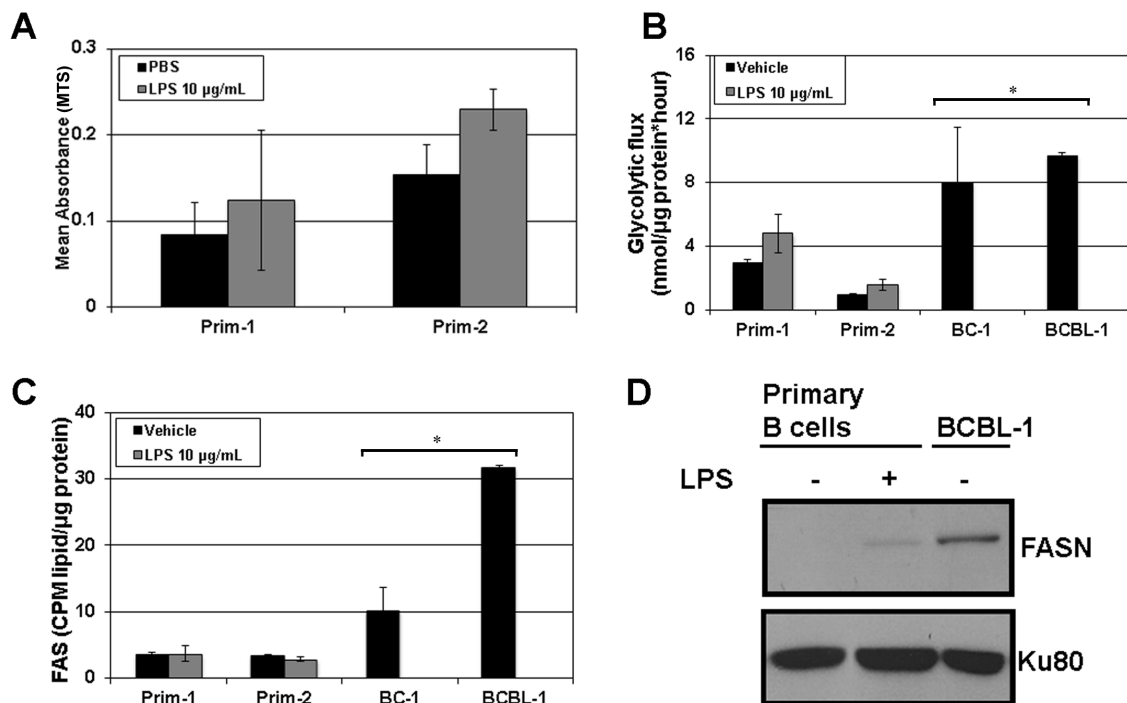 A
Mean Absorbance (MTS)
0.3
0.2
0.1
0
PBS
LPS 10 µg/mL
Prim-1 Prim-2
B
Glycolytic flux
(nmol/µg protein*hour)
16
12
8
4
0
Vehicle
LPS 10 µg/mL
*
Prim-1 Prim-2 BC-1 BCBL-1
C
FAS (CPM lipid/µg protein)
40
30
20
10
0
Vehicle
LPS 10 µg/mL
*
Prim-1 Prim-2 BC-1 BCBL-1
D
Primary
B cells BCBL-1
LPS - + -
FASN
Ku80